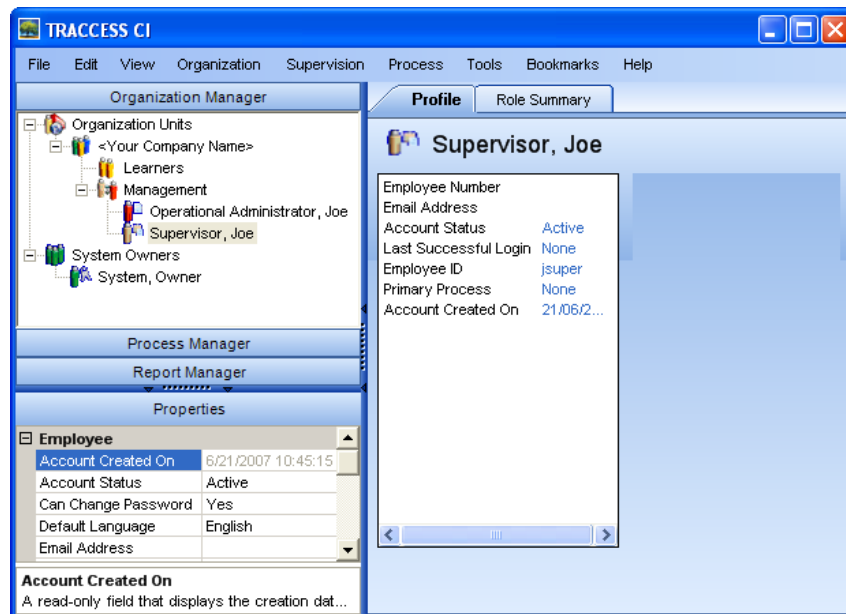 TRACCESS CI
File Edit View Organization Supervision Process Tools Bookmarks Help
Organization Manager
Organization Units
<Your Company Name>
Learners
Management
Operational Administrator, Joe
Supervisor, Joe
System Owners
System, Owner
Process Manager
Report Manager
Properties
Employee
Account Created On 6/21/2007 10:45:15
Account Status Active
Can Change Password Yes
Default Language English
Email Address
Account Created On
A read-only field that displays the creation dat...
Profile Role Summary
Supervisor, Joe
Employee Number
Email Address
Account Status Active
Last Successful Login None
Employee ID jsuper
Primary Process None
Account Created On 21/06/2...